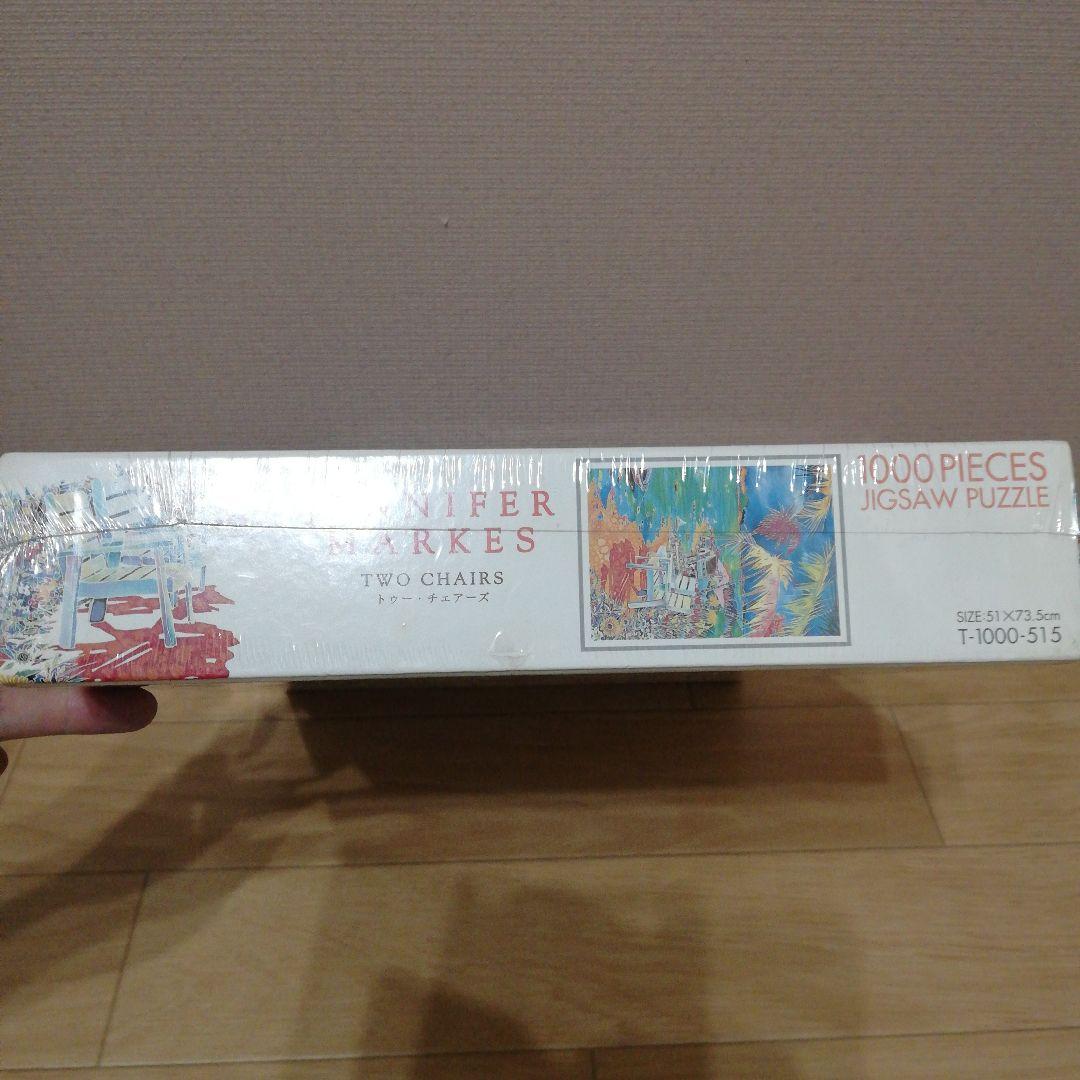 JENNIFER
MARKES
TWO CHAIRS
トゥー・チェアーズ
1000 PIECES
JIGSAW PUZZLE
SIZE:51×73.5cm
T-1000-515